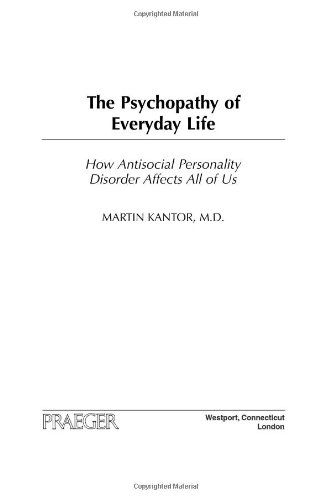 Copyrighted Material
The Psychopathy of
Everyday Life
How Antisocial Personality
Disorder Affects All of Us
MARTIN KANTOR, M.D.
PRAEGER
Westport, Connecticut
London
Copyrighted Material